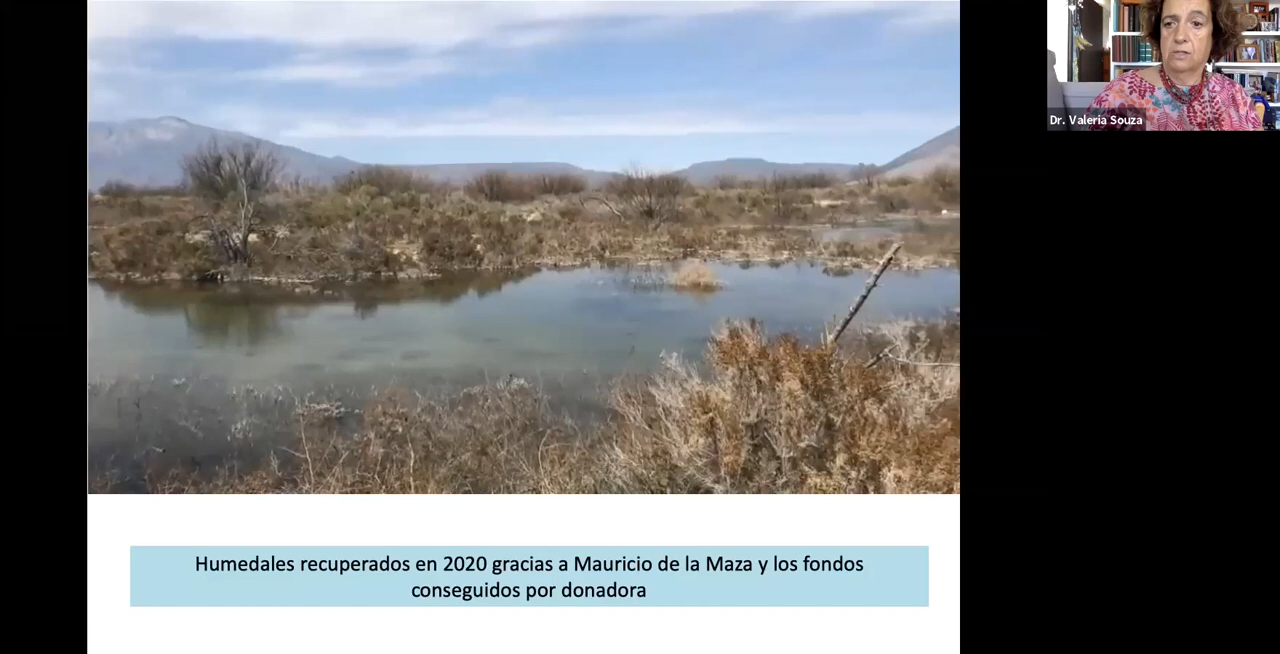 Dr. Valeria Souza
Humedales recuperados en 2020 gracias a Mauricio de la Maza y los fondos
conseguidos por donadora